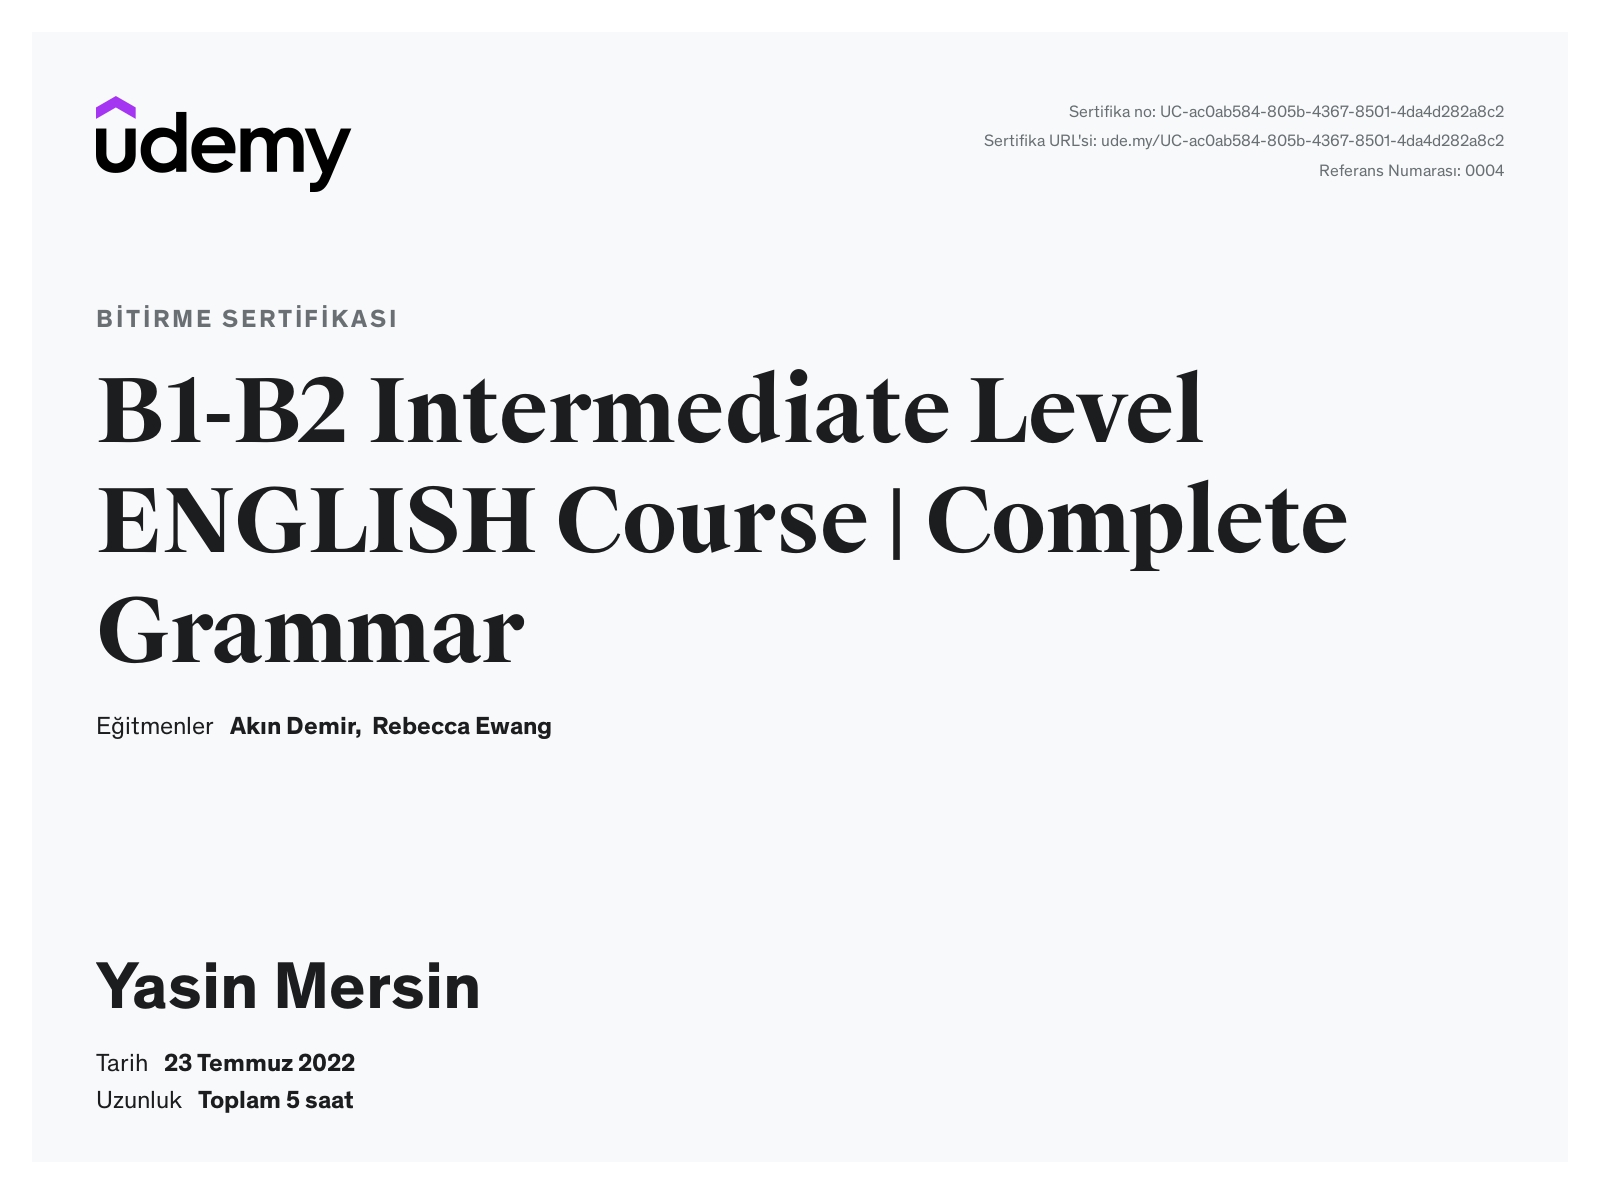 udemy
Sertifika no: UC-ac0ab584-805b-4367-8501-4da4d282a8c2
Sertifika URL'si: ude.my/UC-ac0ab584-805b-4367-8501-4da4d282a8c2
Referans Numarası: 0004
BİTİRME SERTİFİKASI
B1-B2 Intermediate Level
ENGLISH Course | Complete
Grammar
Eğitmenler Akın Demir, Rebecca Ewang
Yasin Mersin
Tarih 23 Temmuz 2022
Uzunluk Toplam 5 saat